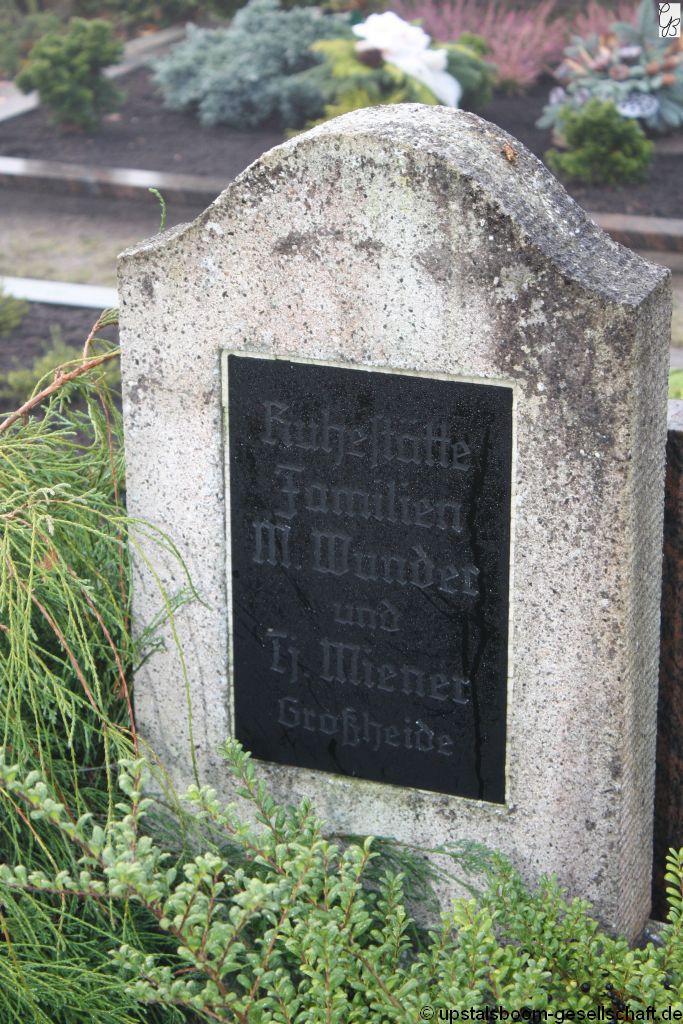 Ruhestätte
Familien
M. Wunder
und
H. Miener
Großheide
© upstalsboom-gesellschaft.de